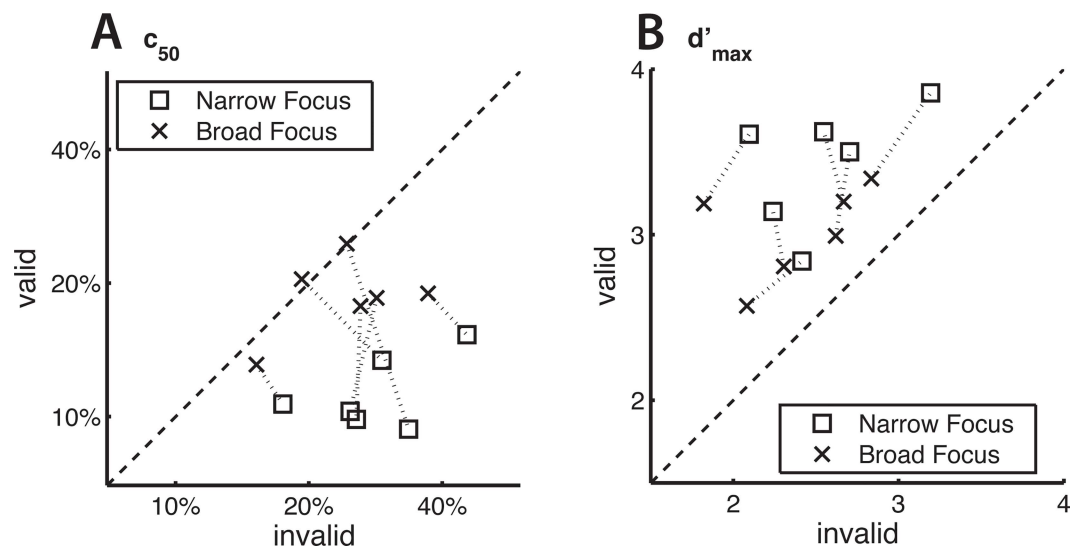 A c50
Narrow Focus
Broad Focus
40%
20%
10%
valid
10% 20% 40%
invalid
B d’max
4
3
2
valid
Narrow Focus
Broad Focus
2 3 4
invalid